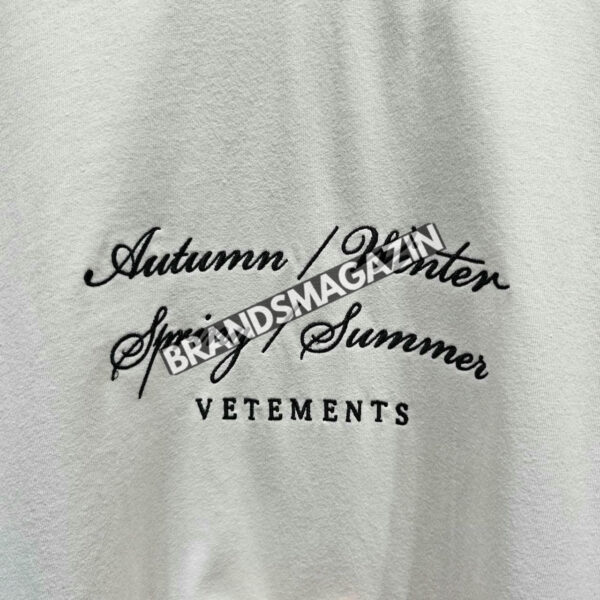 Autumn / Winter
BRANDSMAGAZIN
Spring / Summer
VETEMENTS